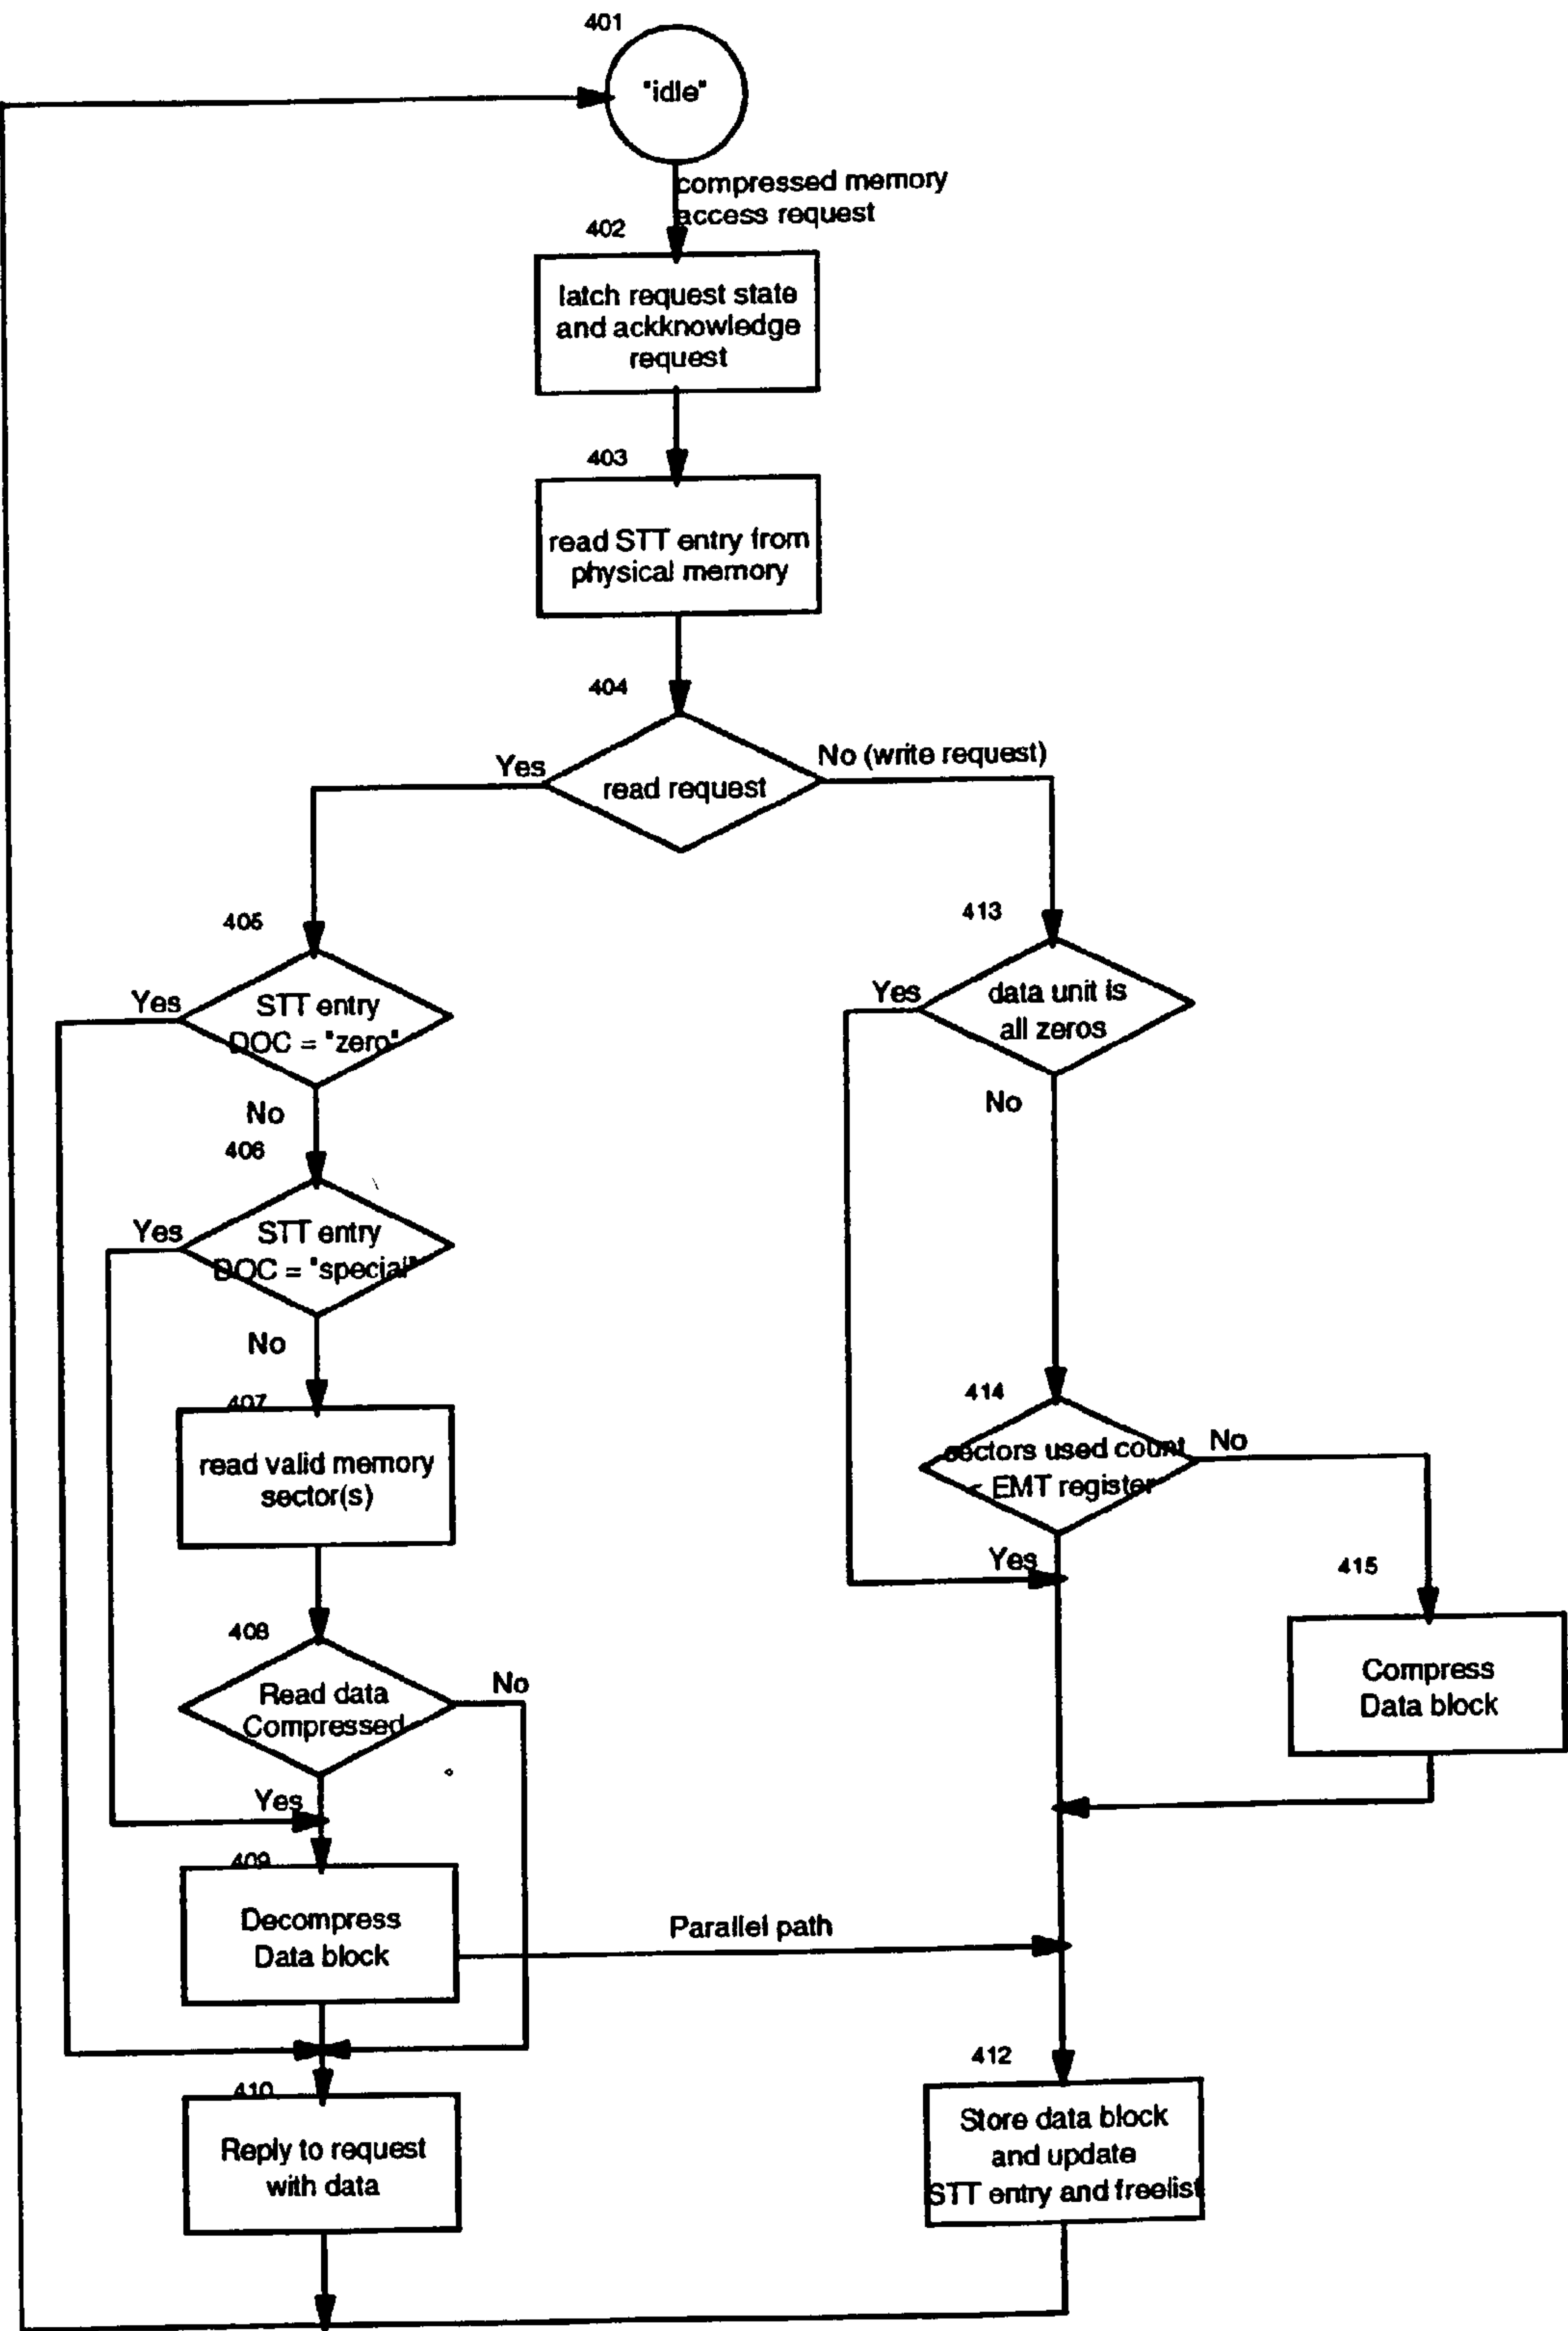 401
"idle"
compressed memory
access request
402
latch request state
and ackknowledge
request
403
read STT entry from
physical memory
404
Yes
No (write request)
read request
405
Yes
STT entry
DOC = "zero"
No
406
Yes
STT entry
DOC = "special"
No
407
read valid memory
sector(s)
408
Read data
Compressed
No
Yes
409
Decompress
Data block
Parallel path
410
Reply to request
with data
413
Yes
data unit is
all zeros
No
414
sectors used count
< EMT register
No
Yes
415
Compress
Data block
412
Store data block
and update
STT entry and freelist